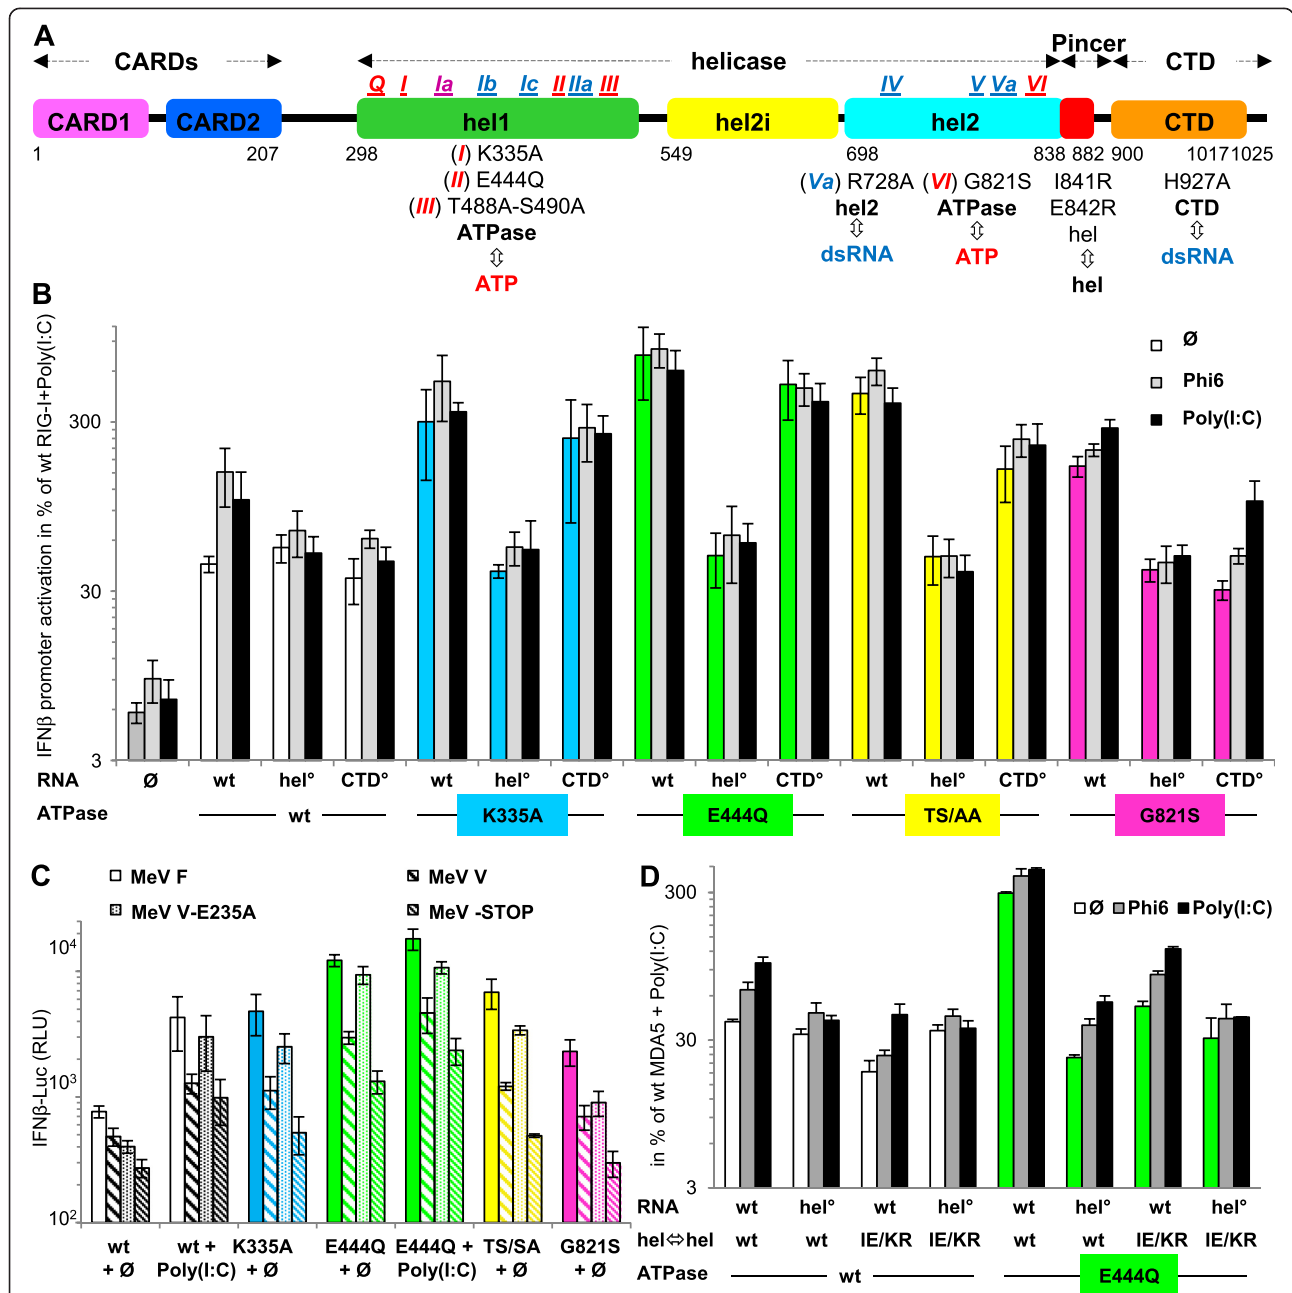 A
CARDs helicase Pincer CTD
Q I Ia Ib Ic II IIa III IV V Va VI
CARD1 CARD2 hel1 hel2i hel2 CTD
1 207 298 549 698 838 882 900 1017 1025
(I) K335A
(II) E444Q
(III) T488A-S490A
ATPase
⇕
ATP
(Va) R728A
hel2
⇕
dsRNA
(VI) G821S
ATPase
⇕
ATP
I841R
E842R
hel
⇕
hel
H927A
CTD
⇕
dsRNA
B
IFNβ promoter activation in % of wt RIG-I+Poly(I:C)
300
30
3
Ø
Phi6
Poly(I:C)
RNA Ø wt hel° CTD° wt hel° CTD° wt hel° CTD° wt hel° CTD° wt hel° CTD°
ATPase wt K335A E444Q TS/AA G821S
C
MeV F MeV V
MeV V-E235A MeV -STOP
IFNβ-Luc (RLU)
10⁴
10³
10²
wt + Ø
wt + Poly(I:C)
K335A + Ø
E444Q + Ø
E444Q + Poly(I:C)
TS/SA + Ø
G821S + Ø
D
in % of wt MDA5 + Poly(I:C)
300
30
3
Ø Phi6 Poly(I:C)
RNA wt hel° wt hel° wt hel° wt hel°
hel⇔hel wt wt IE/KR IE/KR wt wt IE/KR IE/KR
ATPase wt E444Q